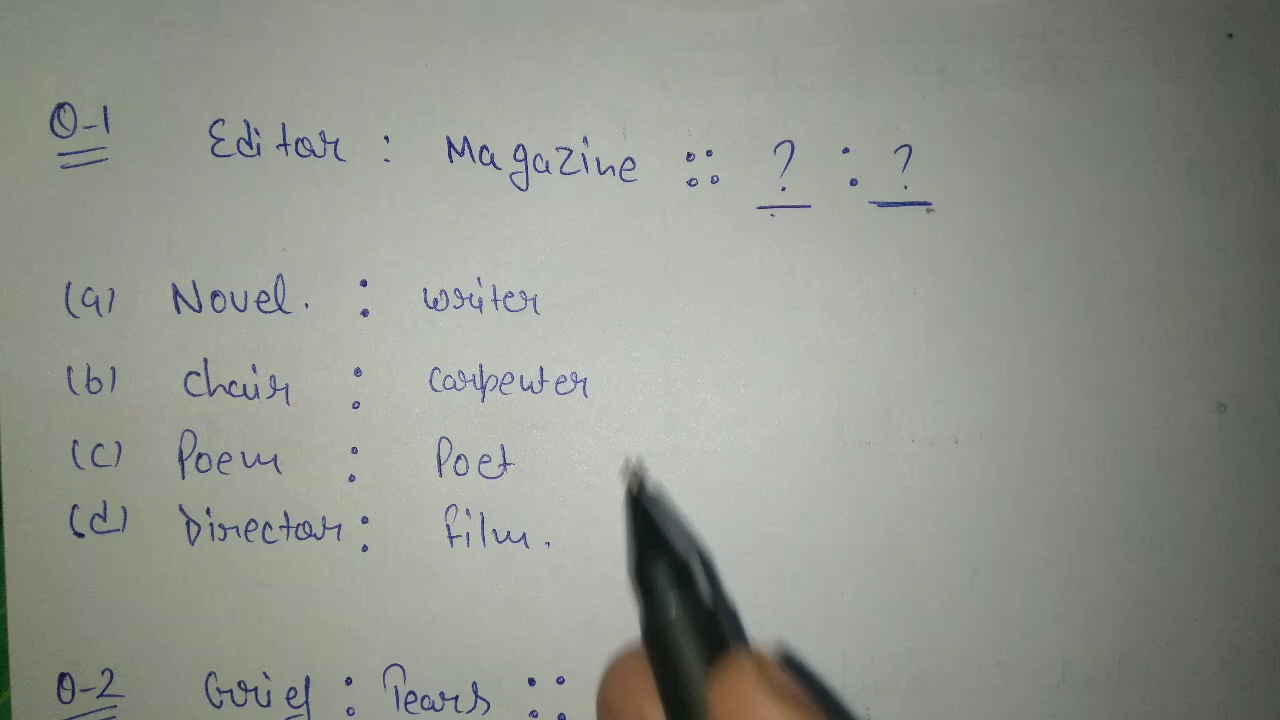 Q-1 Editor : Magazine :: ? : ?
(a) Novel. : writer
(b) chair : carpenter
(c) Poem : Poet
(d) Director : film.
Q-2 Grief : Tears ::